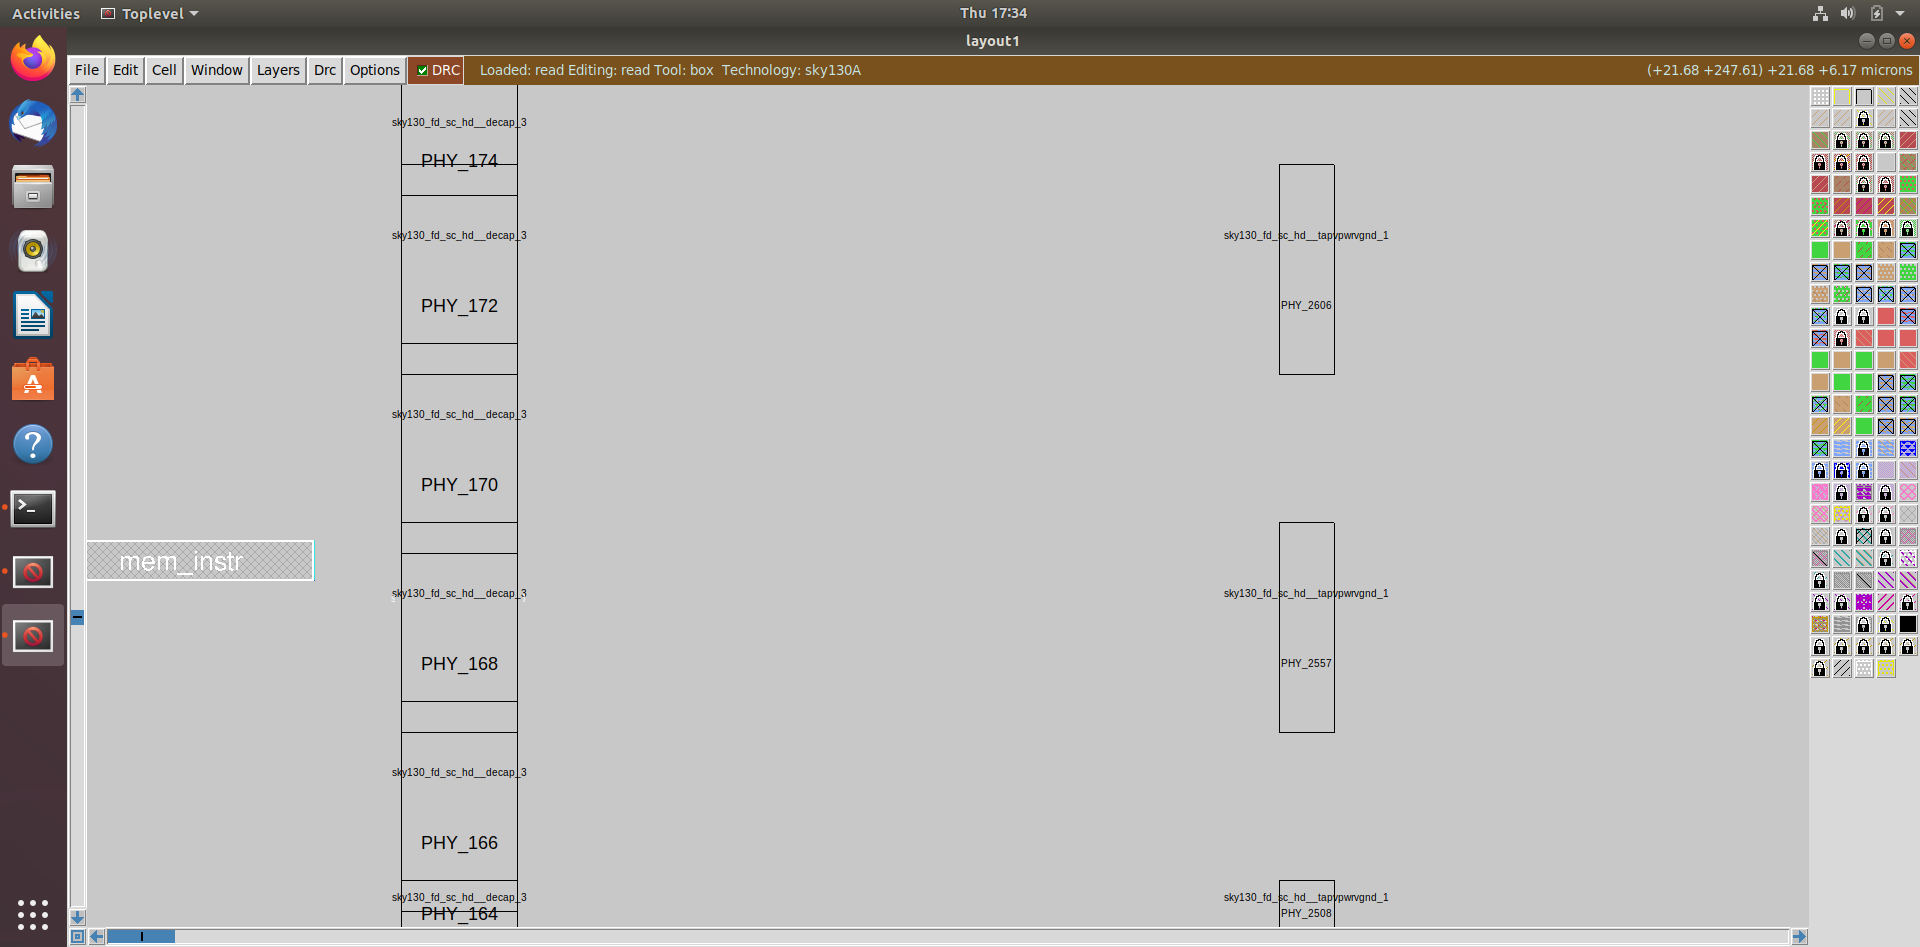 Activities Toplevel Thu 17:34
layout1
File Edit Cell Window Layers Drc Options DRC Loaded: read Editing: read Tool: box Technology: sky130A (+21.68 +247.61) +21.68 +6.17 microns
sky130_fd_sc_hd__decap_3
PHY_174
sky130_fd_sc_hd__decap_3 sky130_fd_sc_hd__tapvpwrvgnd_1
PHY_172 PHY_2606
sky130_fd_sc_hd__decap_3
PHY_170
mem_instr
sky130_fd_sc_hd__decap_3 sky130_fd_sc_hd__tapvpwrvgnd_1
PHY_168 PHY_2557
sky130_fd_sc_hd__decap_3
PHY_166
sky130_fd_sc_hd__decap_3 sky130_fd_sc_hd__tapvpwrvgnd_1
PHY_164 PHY_2508